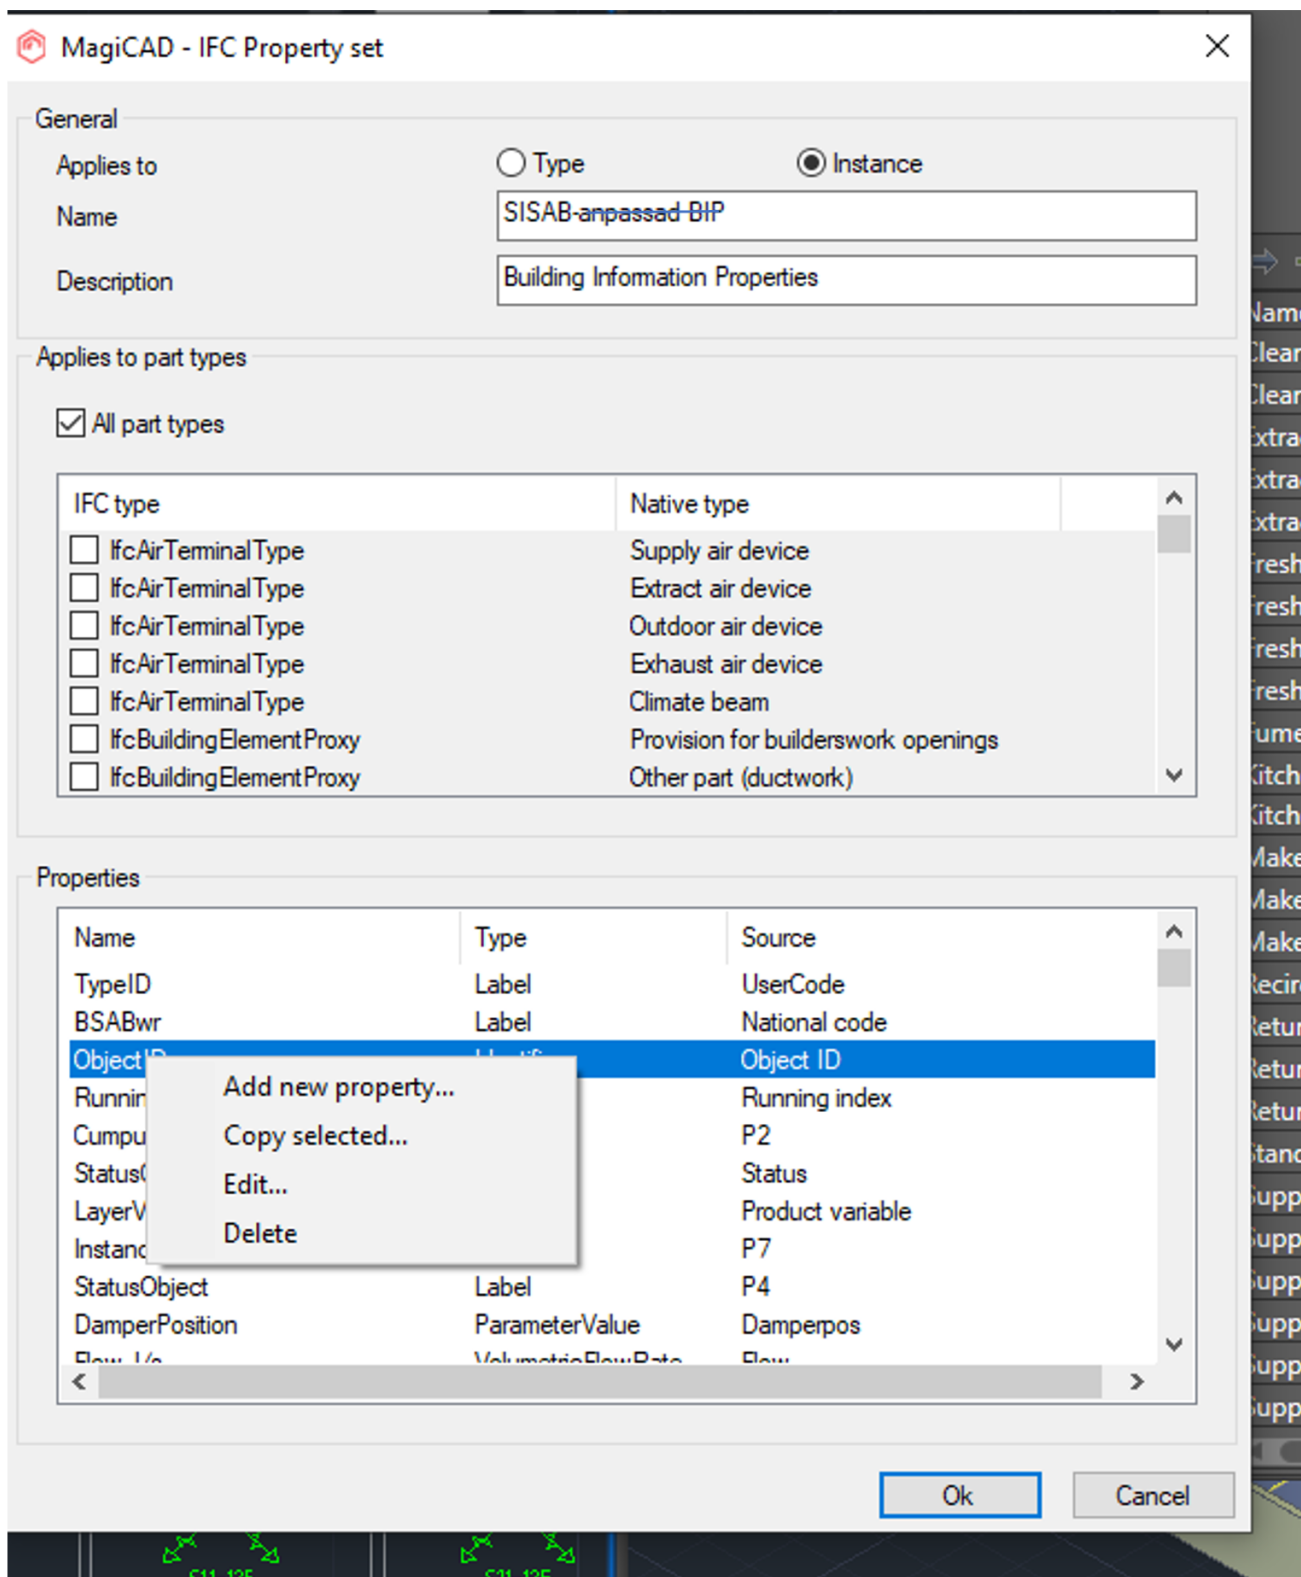 MagiCAD - IFC Property set
General
Applies to Type Instance
Name SISAB-anpassad BIP
Description Building Information Properties
Applies to part types
All part types
IFC type Native type
IfcAirTerminalType Supply air device
IfcAirTerminalType Extract air device
IfcAirTerminalType Outdoor air device
IfcAirTerminalType Exhaust air device
IfcAirTerminalType Climate beam
IfcBuildingElementProxy Provision for builderswork openings
IfcBuildingElementProxy Other part (ductwork)
Properties
Name Type Source
TypeID Label UserCode
BSABwr Label National code
ObjectID Object ID
Running index
P2
Status
Product variable
P7
Add new property...
Copy selected...
Edit...
Delete
StatusObject Label P4
DamperPosition ParameterValue Damperpos
Flow
Ok Cancel